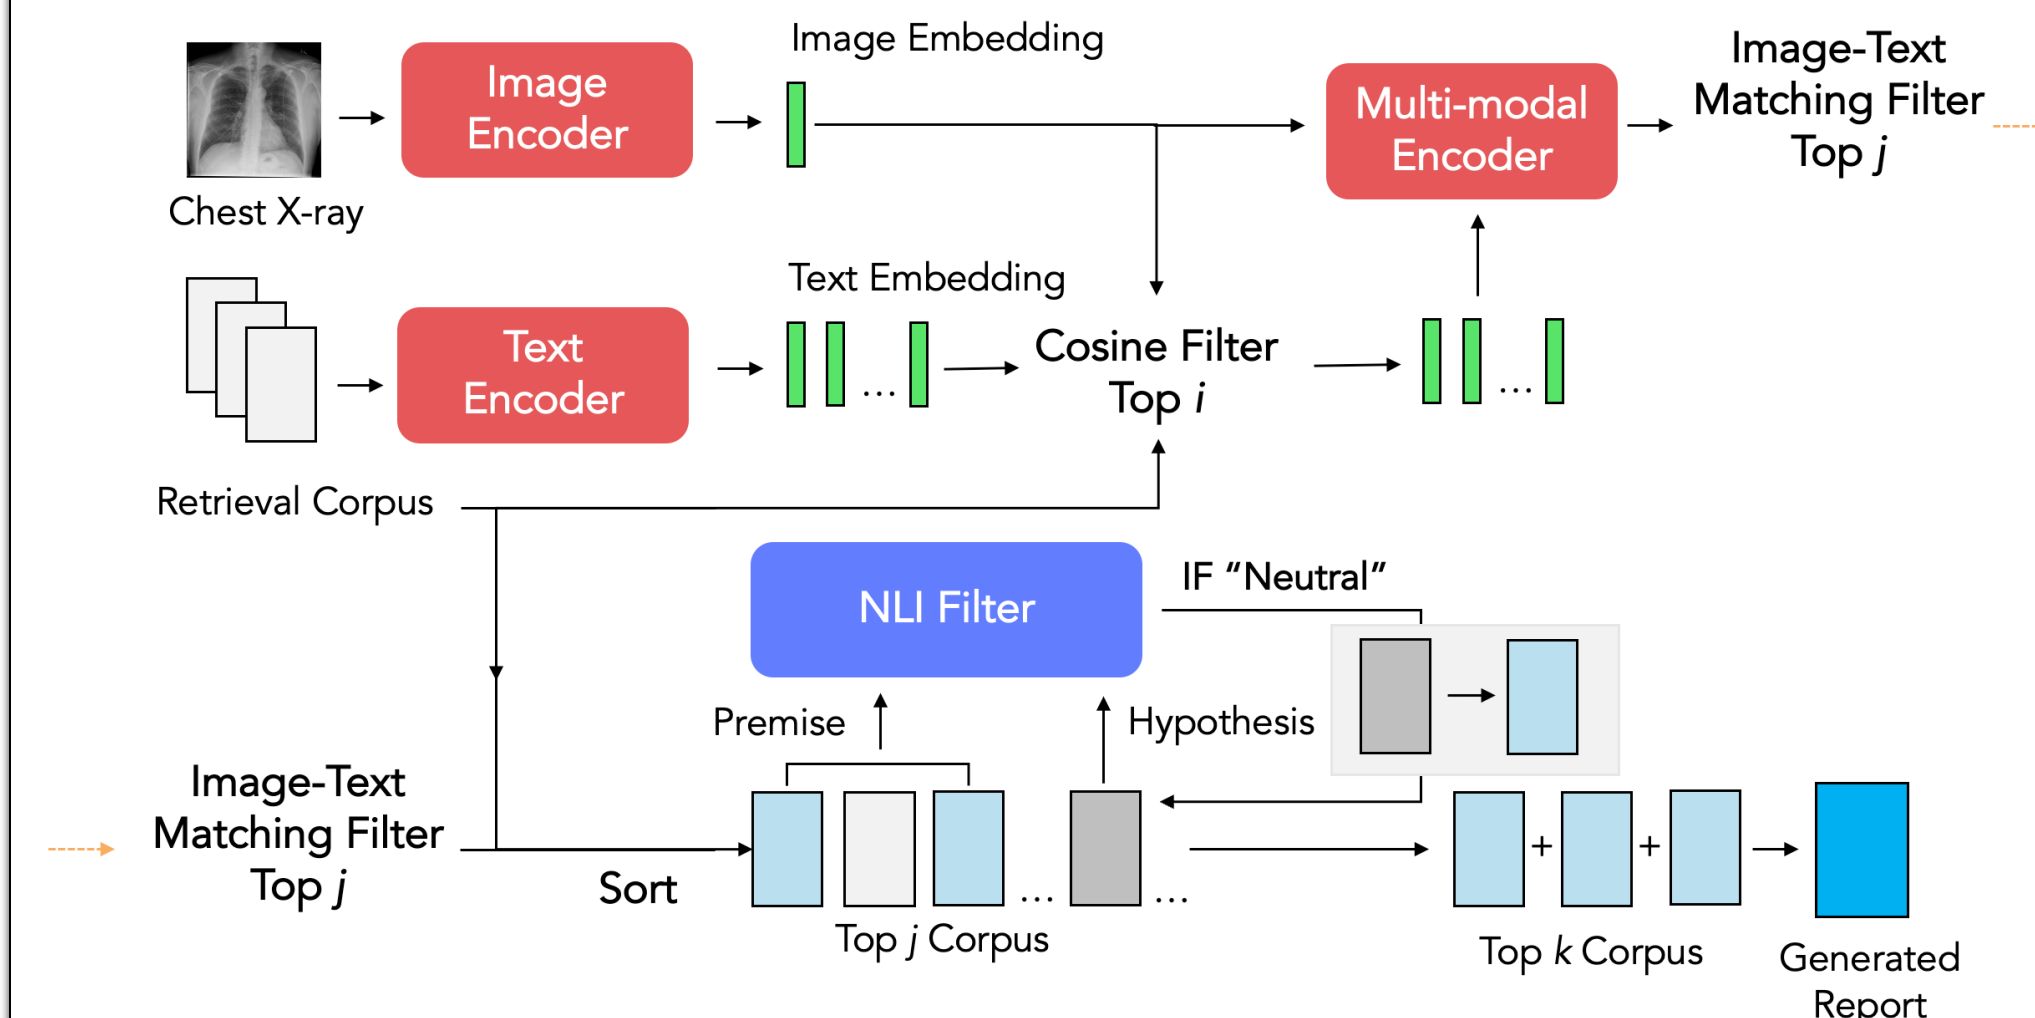 Image Embedding
Image
Encoder
Multi-modal
Encoder
Image-Text
Matching Filter
Top j
Chest X-ray
Text Embedding
Text
Encoder
...
Cosine Filter
Top i
...
Retrieval Corpus
NLI Filter
IF “Neutral”
Premise
Hypothesis
Image-Text
Matching Filter
Top j
Sort
...
...
+
+
Top j Corpus
Top k Corpus
Generated
Report